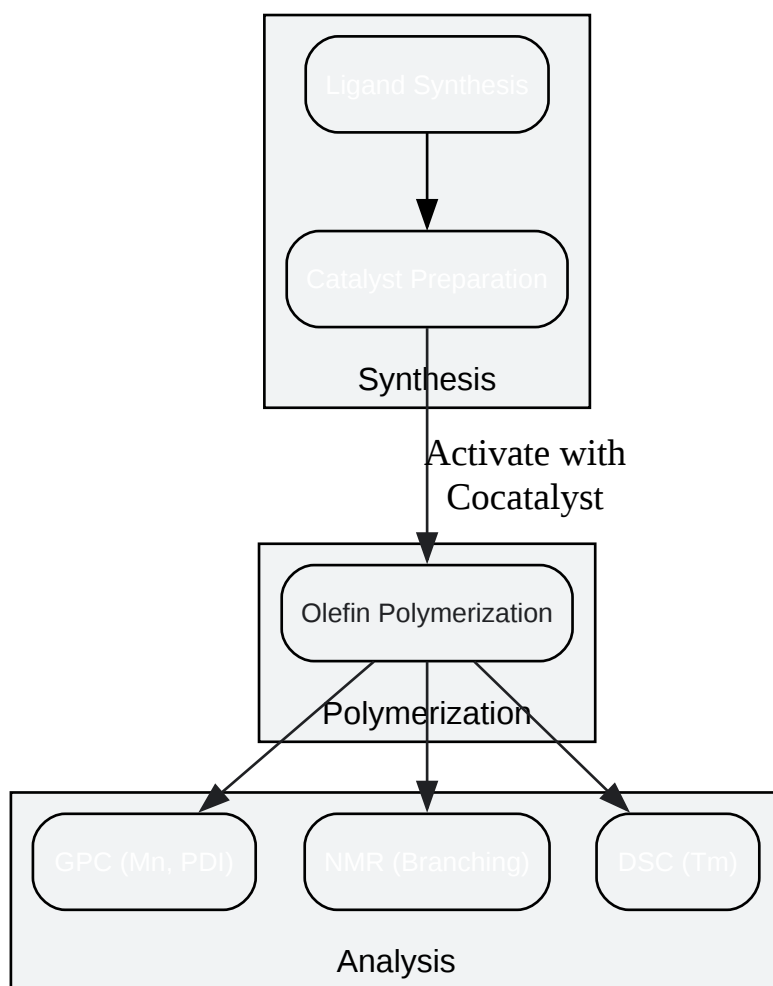 Ligand Synthesis
Catalyst Preparation
Synthesis
Activate with
Cocatalyst
Olefin Polymerization
Polymerization
GPC (Mn, PDI)
NMR (Branching)
DSC (Tm)
Analysis